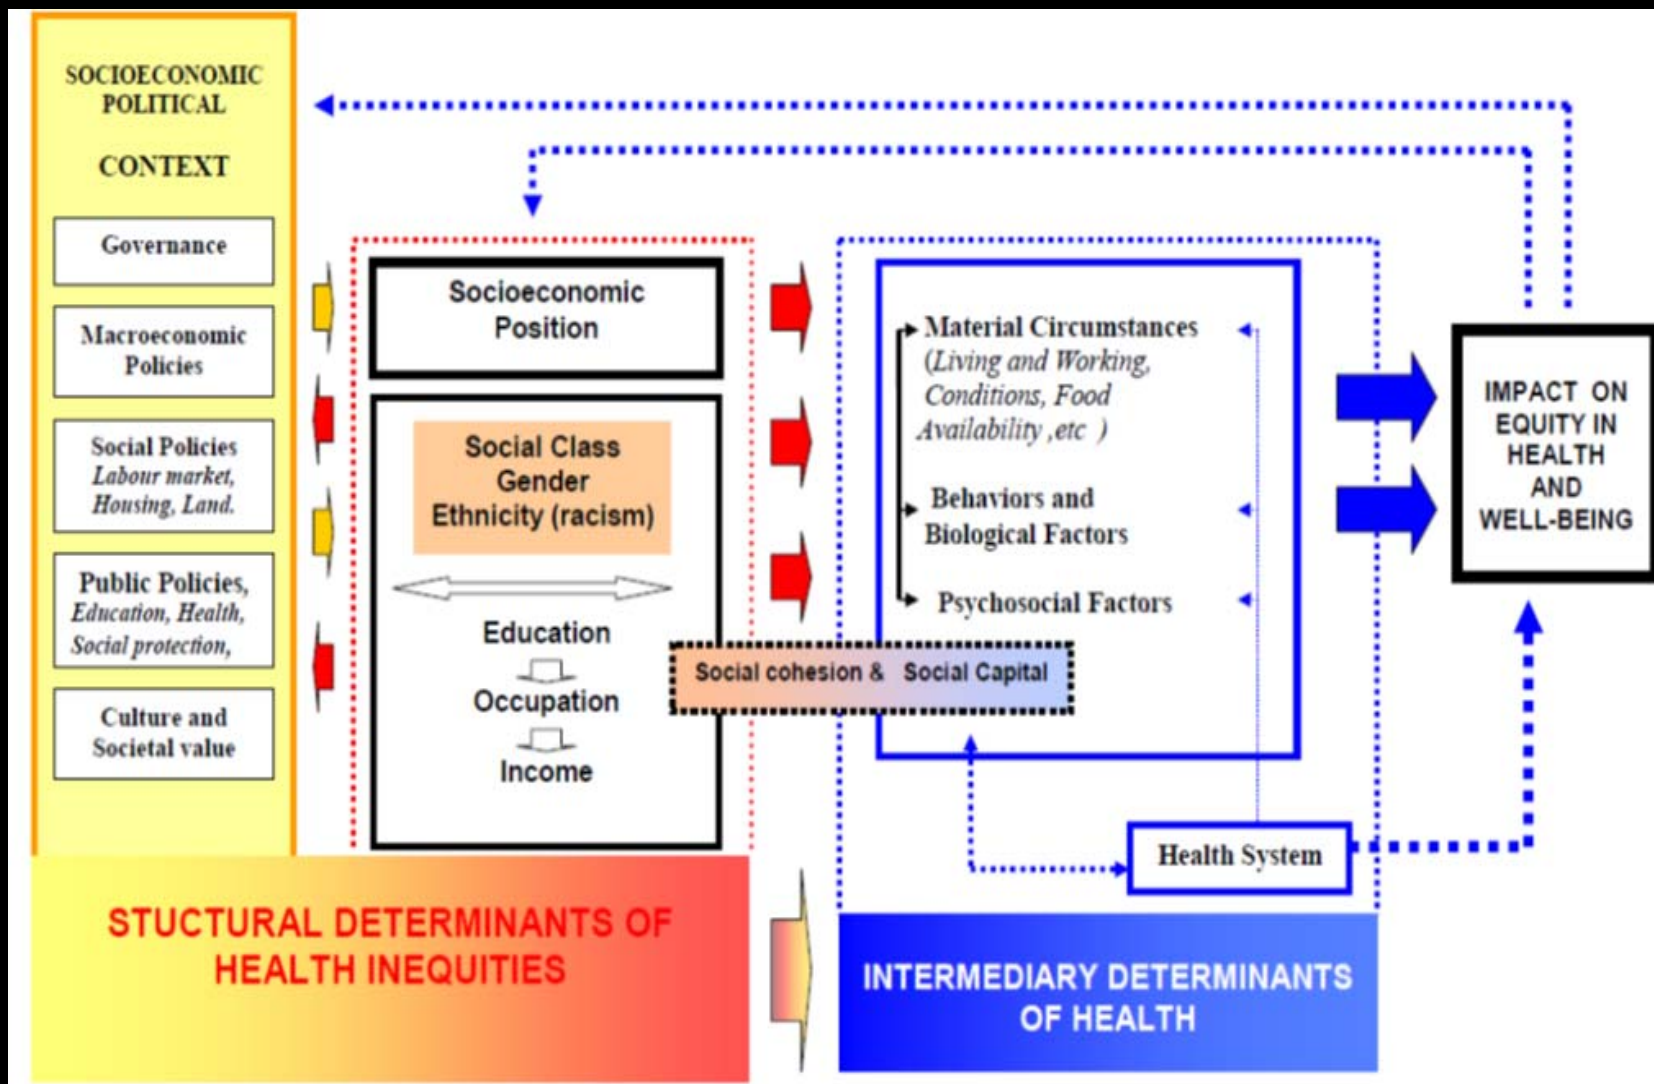 SOCIOECONOMIC
POLITICAL
CONTEXT
Governance
Macroeconomic
Policies
Social Policies
Labour market,
Housing, Land.
Public Policies,
Education, Health,
Social protection,
Culture and
Societal value
Socioeconomic
Position
Social Class
Gender
Ethnicity (racism)
Education
Occupation
Income
Social cohesion & Social Capital
Material Circumstances
(Living and Working,
Conditions, Food
Availability ,etc )
Behaviors and
Biological Factors
Psychosocial Factors
Health System
IMPACT ON
EQUITY IN
HEALTH
AND
WELL-BEING
STUCTURAL DETERMINANTS OF
HEALTH INEQUITIES
INTERMEDIARY DETERMINANTS
OF HEALTH